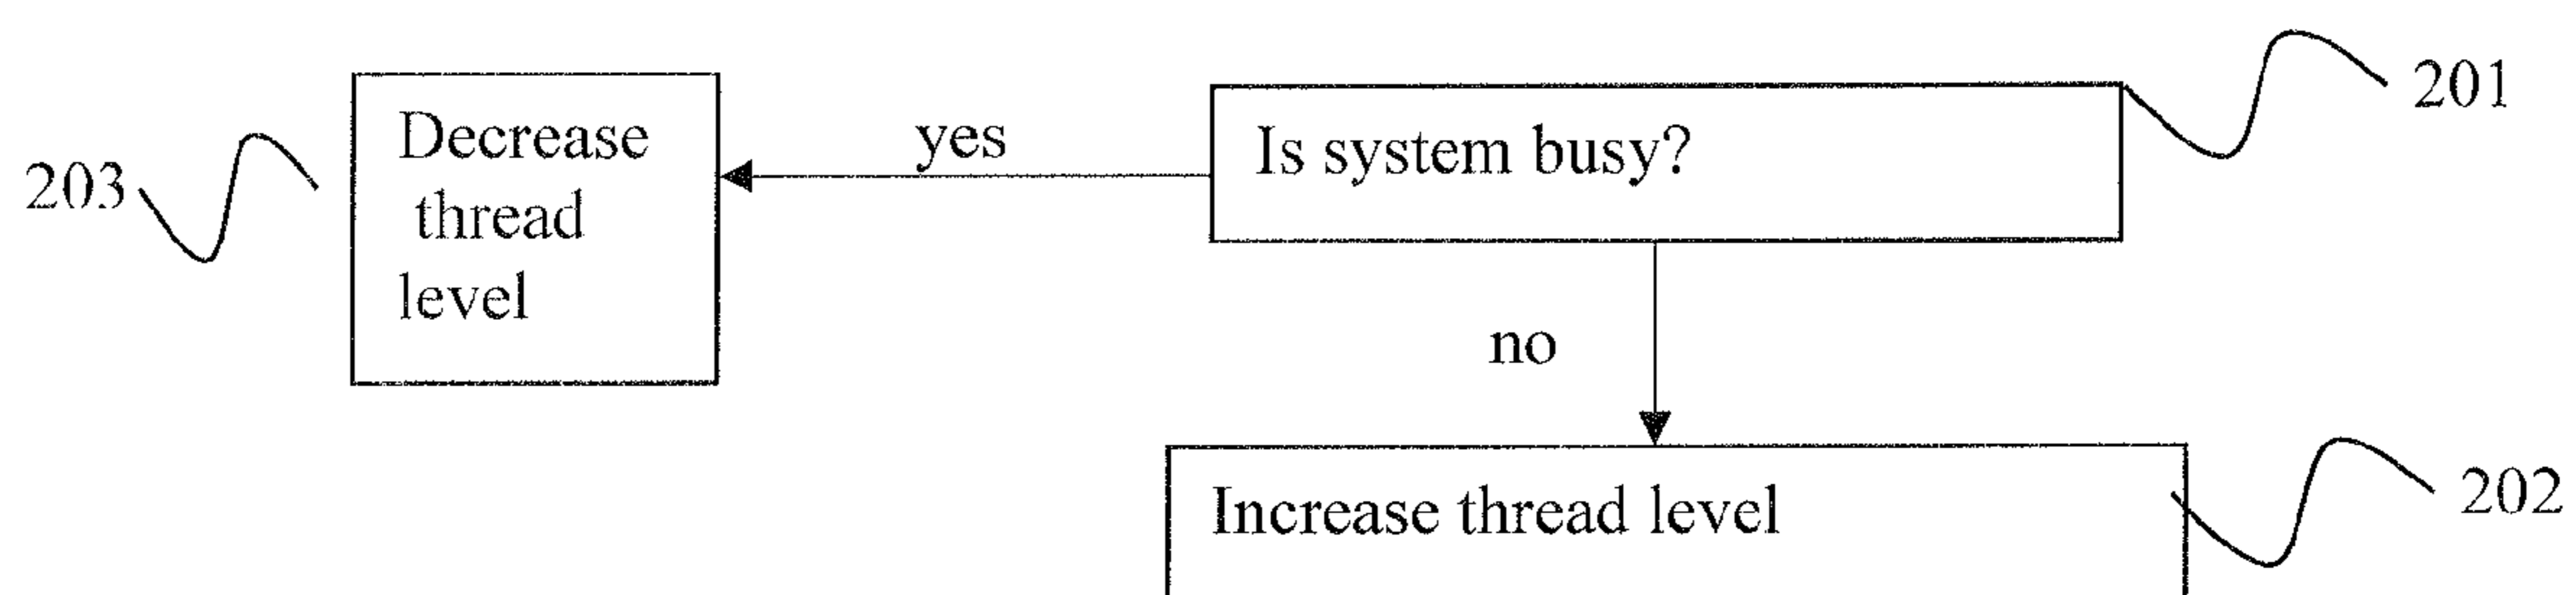 201
Is system busy?
yes
Decrease
thread
level
203
no
Increase thread level
202